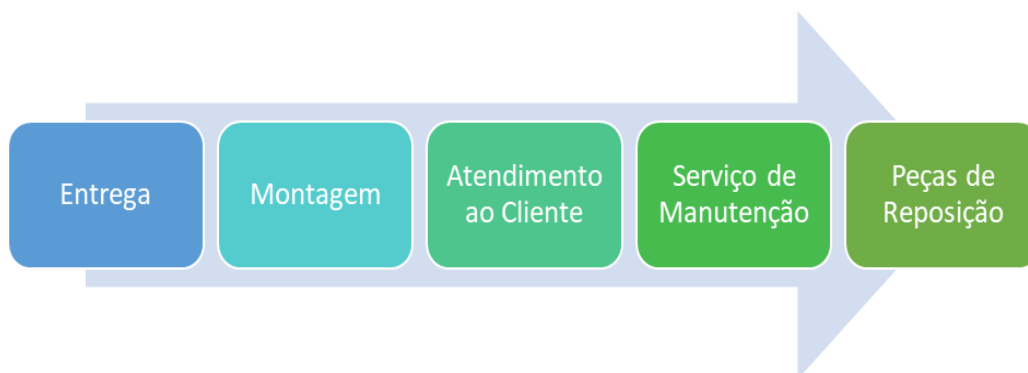 Entrega
Montagem
Atendimento
ao Cliente
Serviço de
Manutenção
Peças de
Reposição